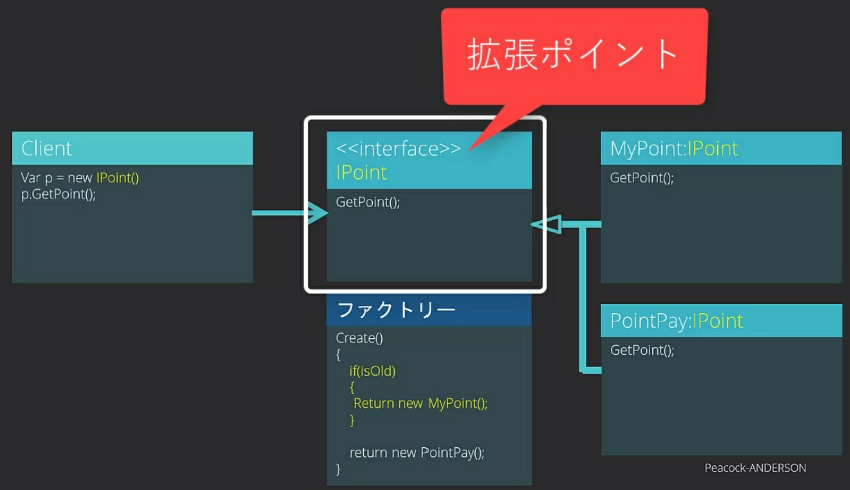 拡張ポイント
Client
Var p = new IPoint()
p.GetPoint();
<<interface>>
IPoint
GetPoint();
MyPoint:IPoint
GetPoint();
ファクトリー
Create()
{
if(isOld)
{
Return new MyPoint();
}
return new PointPay();
}
PointPay:IPoint
GetPoint();
Peacock-ANDERSON